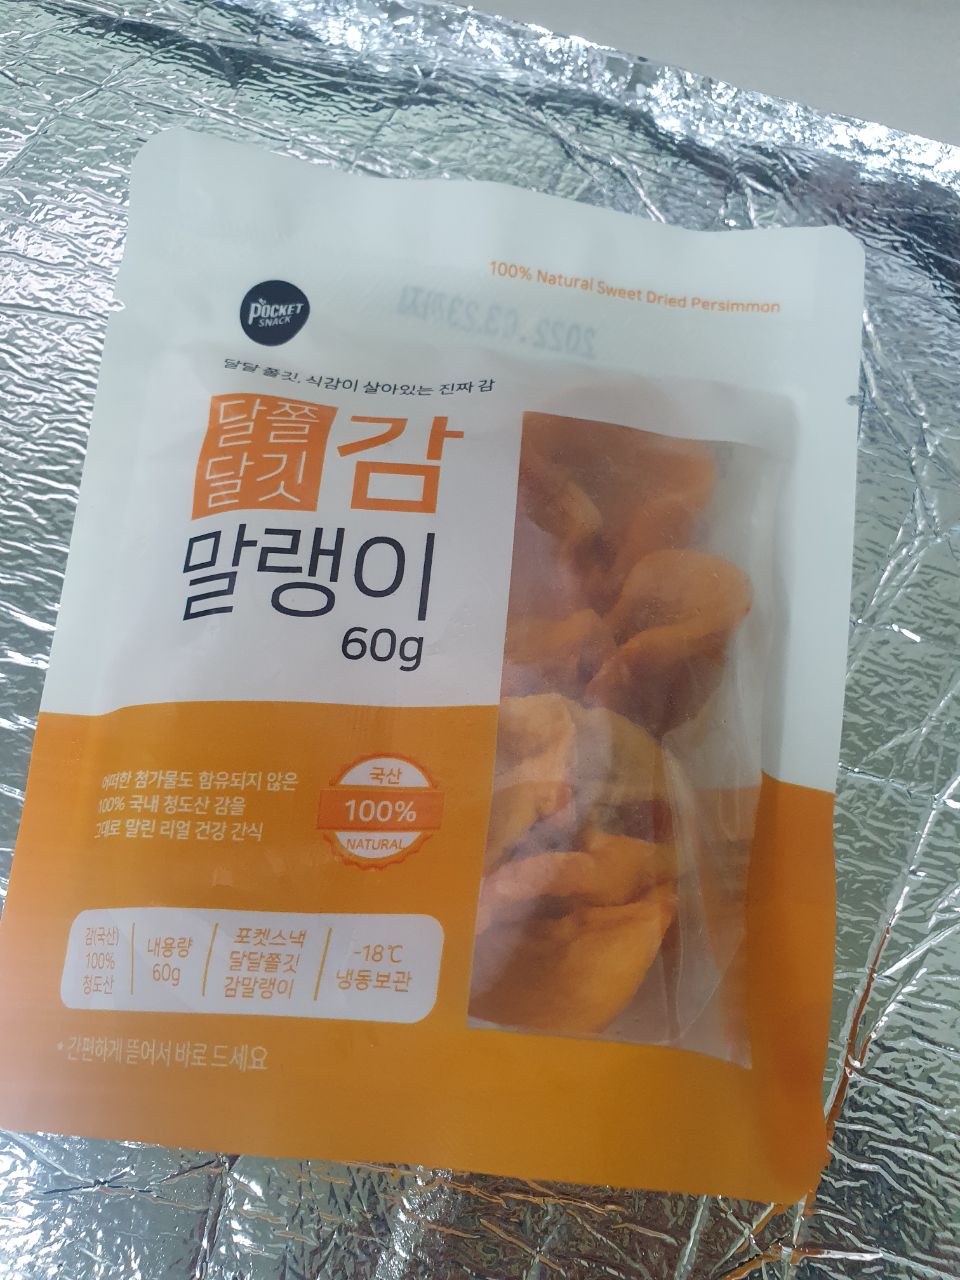 100% Natural Sweet Dried Persimmon
POCKET
SNACK
2022.03.23까지
달달 쫄깃, 식감이 살아있는 진짜 감
달쫄
달깃
감
말랭이
60g
어떠한 첨가물도 함유되지 않은
100% 국내 청도산 감을
그대로 말린 리얼 건강 간식
국산
100%
NATURAL
감(국산)
100%
청도산
내용량
60g
포켓스낵
달달쫄깃
감말랭이
-18℃
냉동보관
*간편하게 뜯어서 바로 드세요